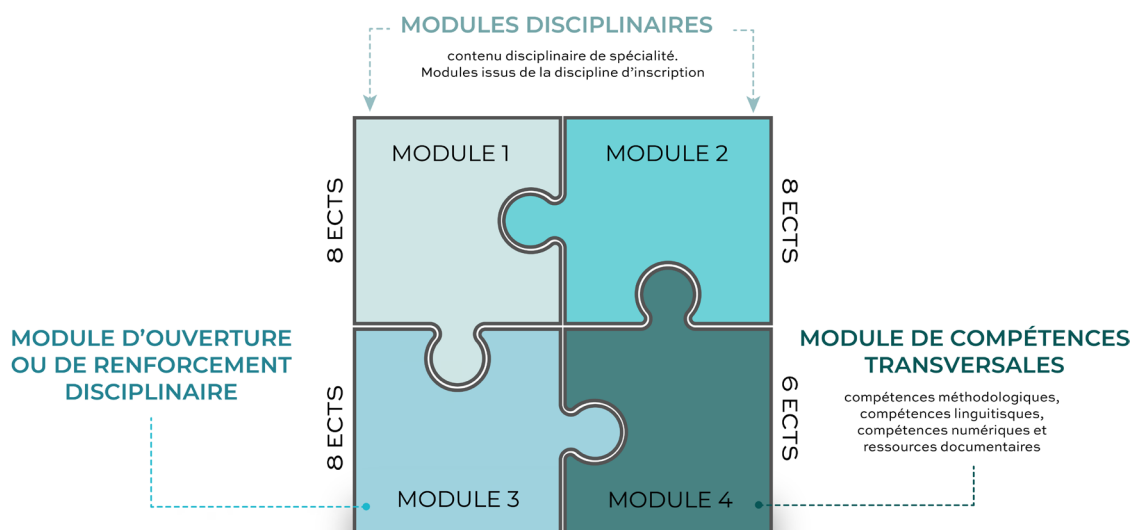 MODULES DISCIPLINAIRES
contenu disciplinaire de spécialité.
Modules issus de la discipline d'inscription
MODULE 1
MODULE 2
8 ECTS
8 ECTS
MODULE D'OUVERTURE
OU DE RENFORCEMENT
DISCIPLINAIRE
MODULE DE COMPÉTENCES
TRANSVERSALES
compétences méthodologiques,
compétences linguitisques,
compétences numériques et
ressources documentaires
8 ECTS
6 ECTS
MODULE 3
MODULE 4